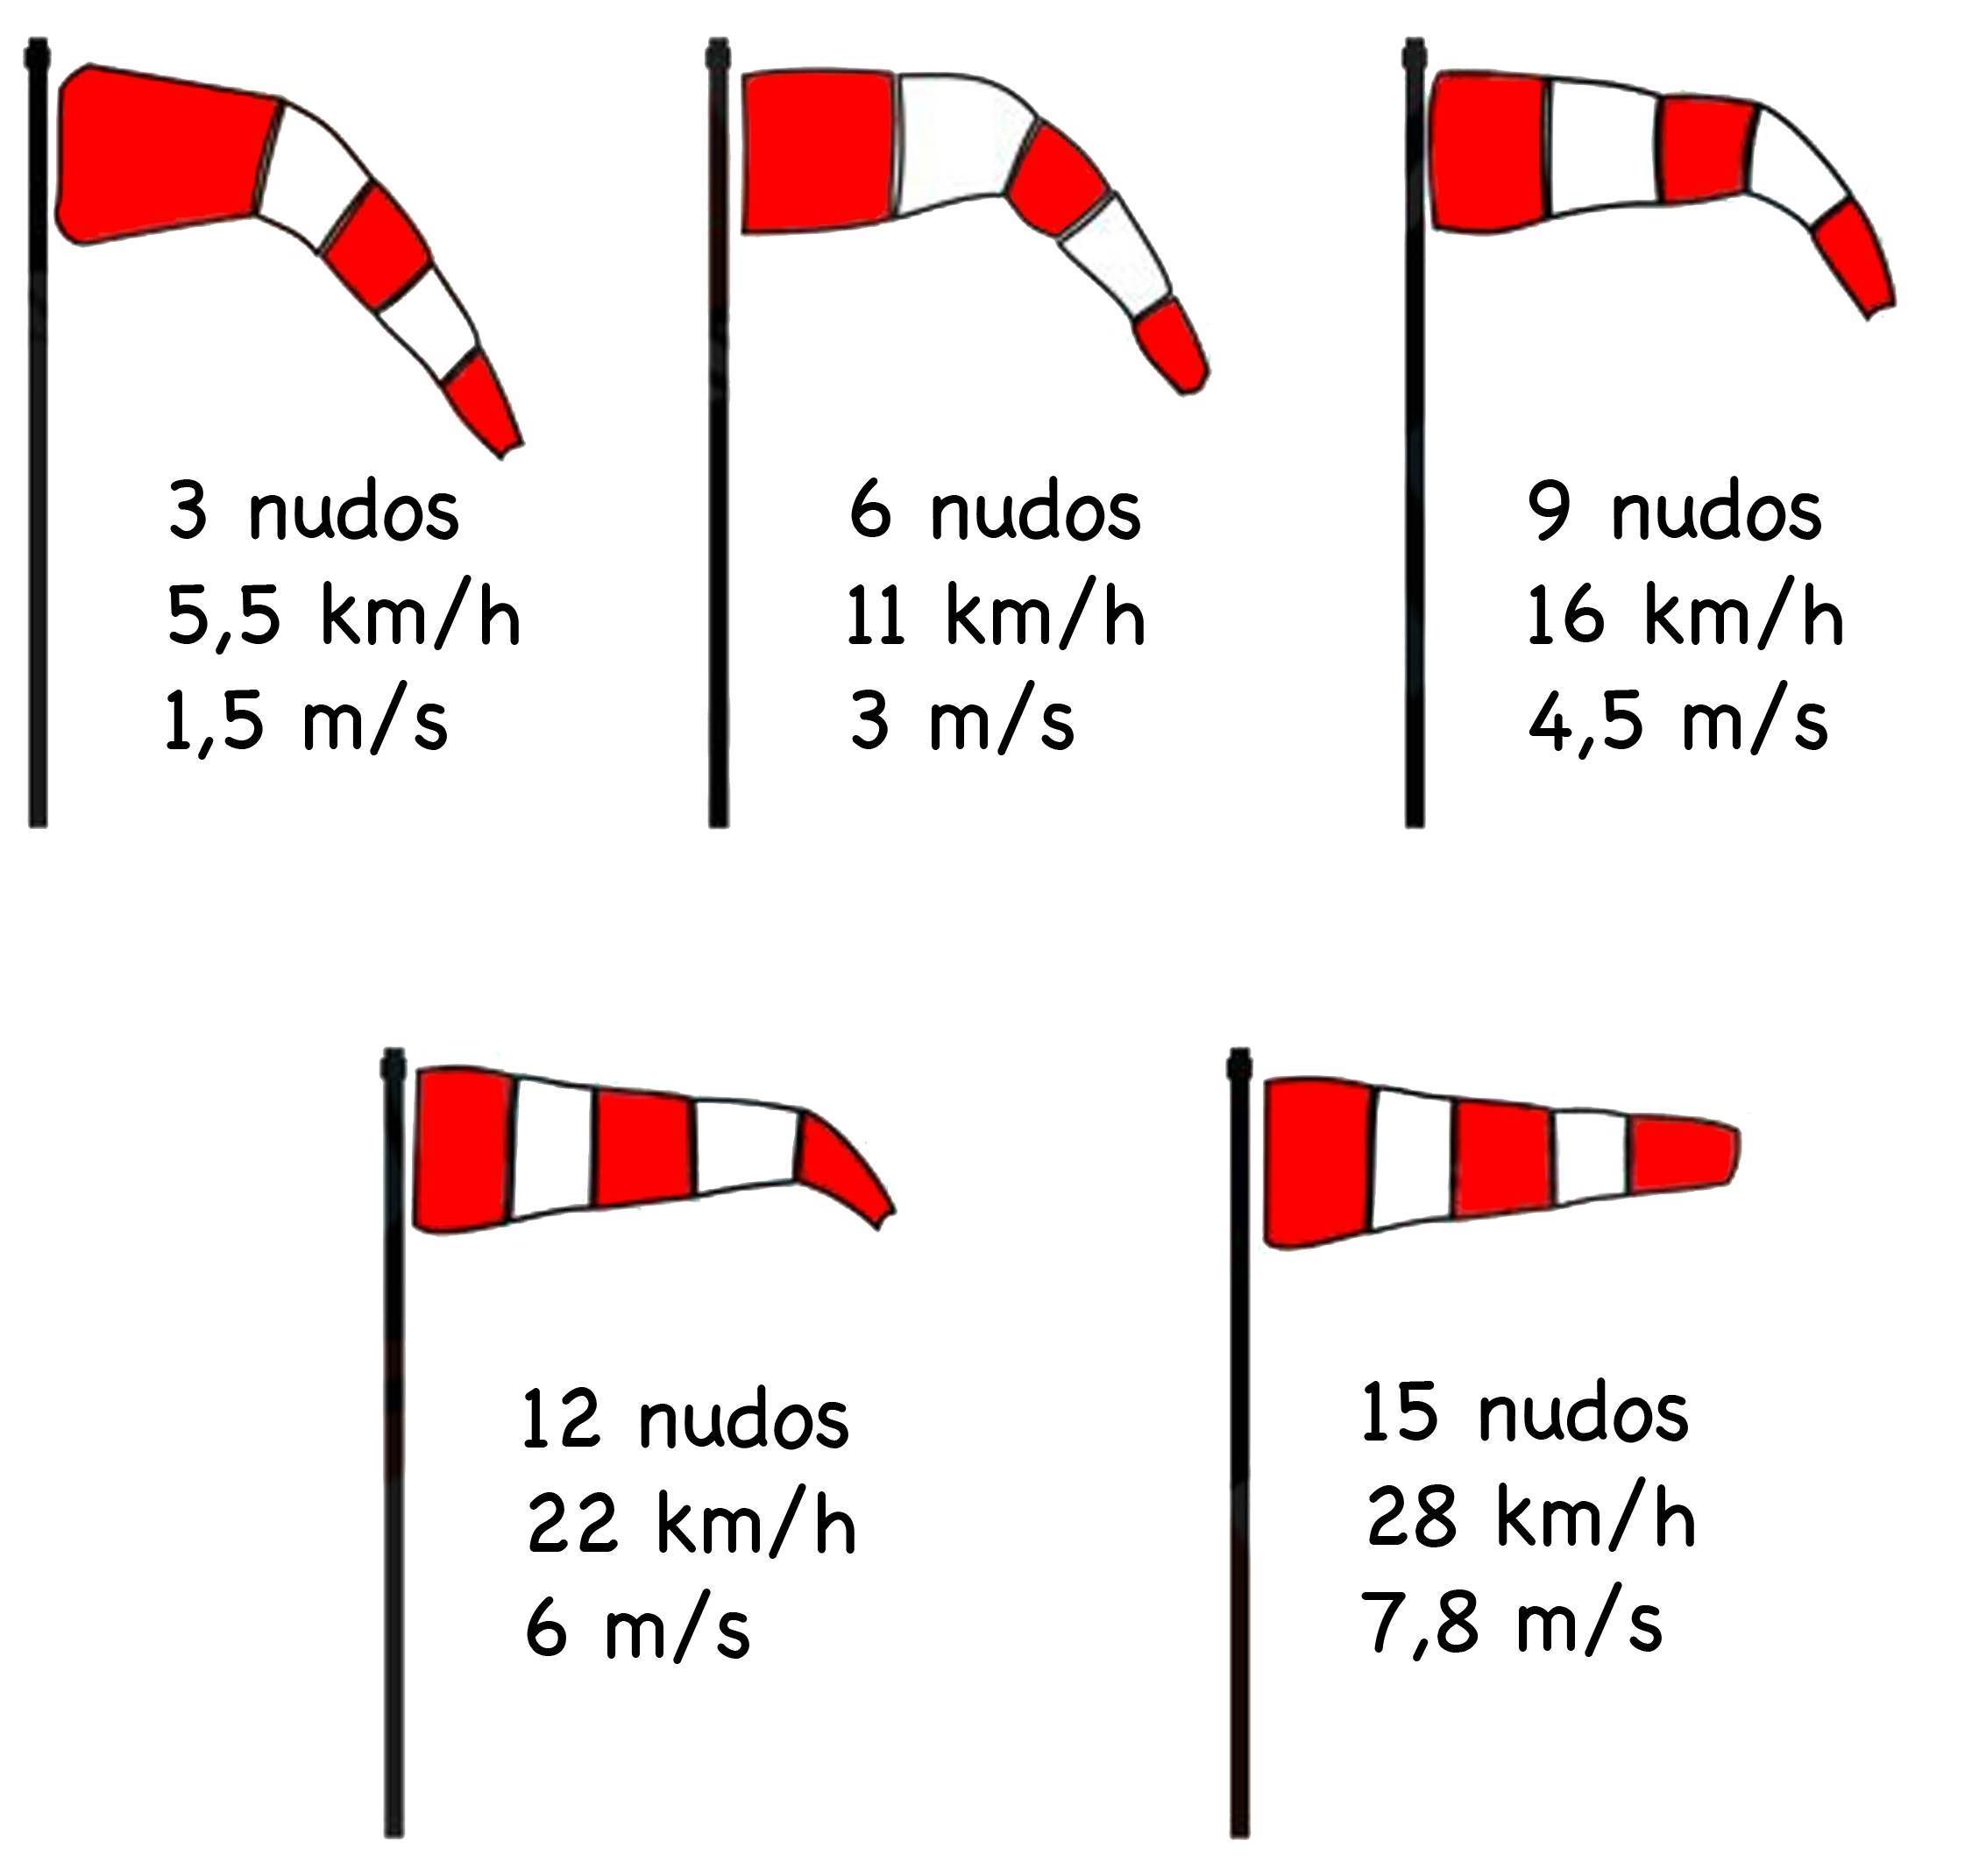 3 nudos
5,5 km/h
1,5 m/s
6 nudos
11 km/h
3 m/s
9 nudos
16 km/h
4,5 m/s
12 nudos
22 km/h
6 m/s
15 nudos
28 km/h
7,8 m/s